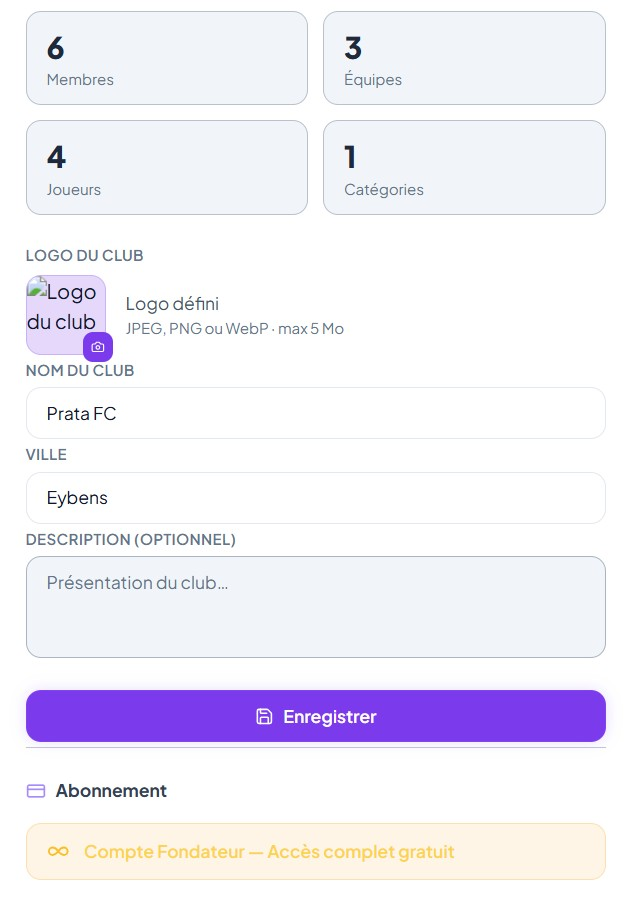 6
Membres
3
Équipes
4
Joueurs
1
Catégories
LOGO DU CLUB
Logo
du club
Logo défini
JPEG, PNG ou WebP · max 5 Mo
NOM DU CLUB
Prata FC
VILLE
Eybens
DESCRIPTION (OPTIONNEL)
Présentation du club…
Enregistrer
Abonnement
Compte Fondateur — Accès complet gratuit